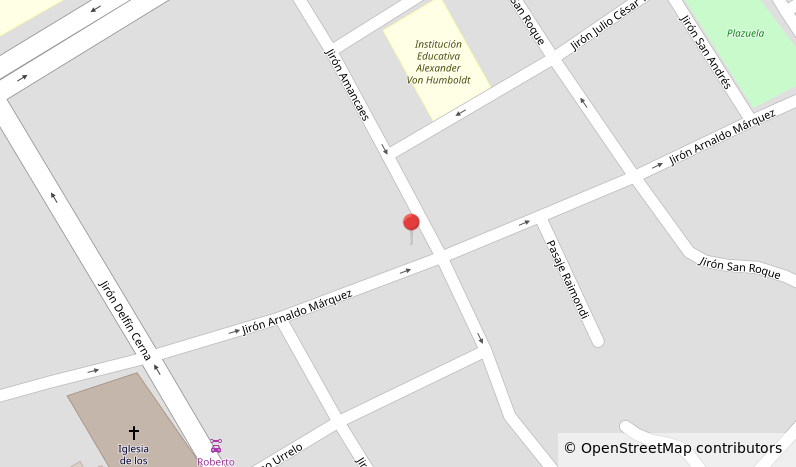 San Roque
Jirón Julio César
Jirón San Andrés
Plazuela
Institución
Educativa
Alexander
Von Humboldt
Jirón Amancaes
Jirón Arnaldo Márquez
Pasaje Raimondi
Jirón San Roque
Jirón Delfín Cerna
Jirón Arnaldo Márquez
Iglesia
de los
Roberto
Urrelo
© OpenStreetMap contributors